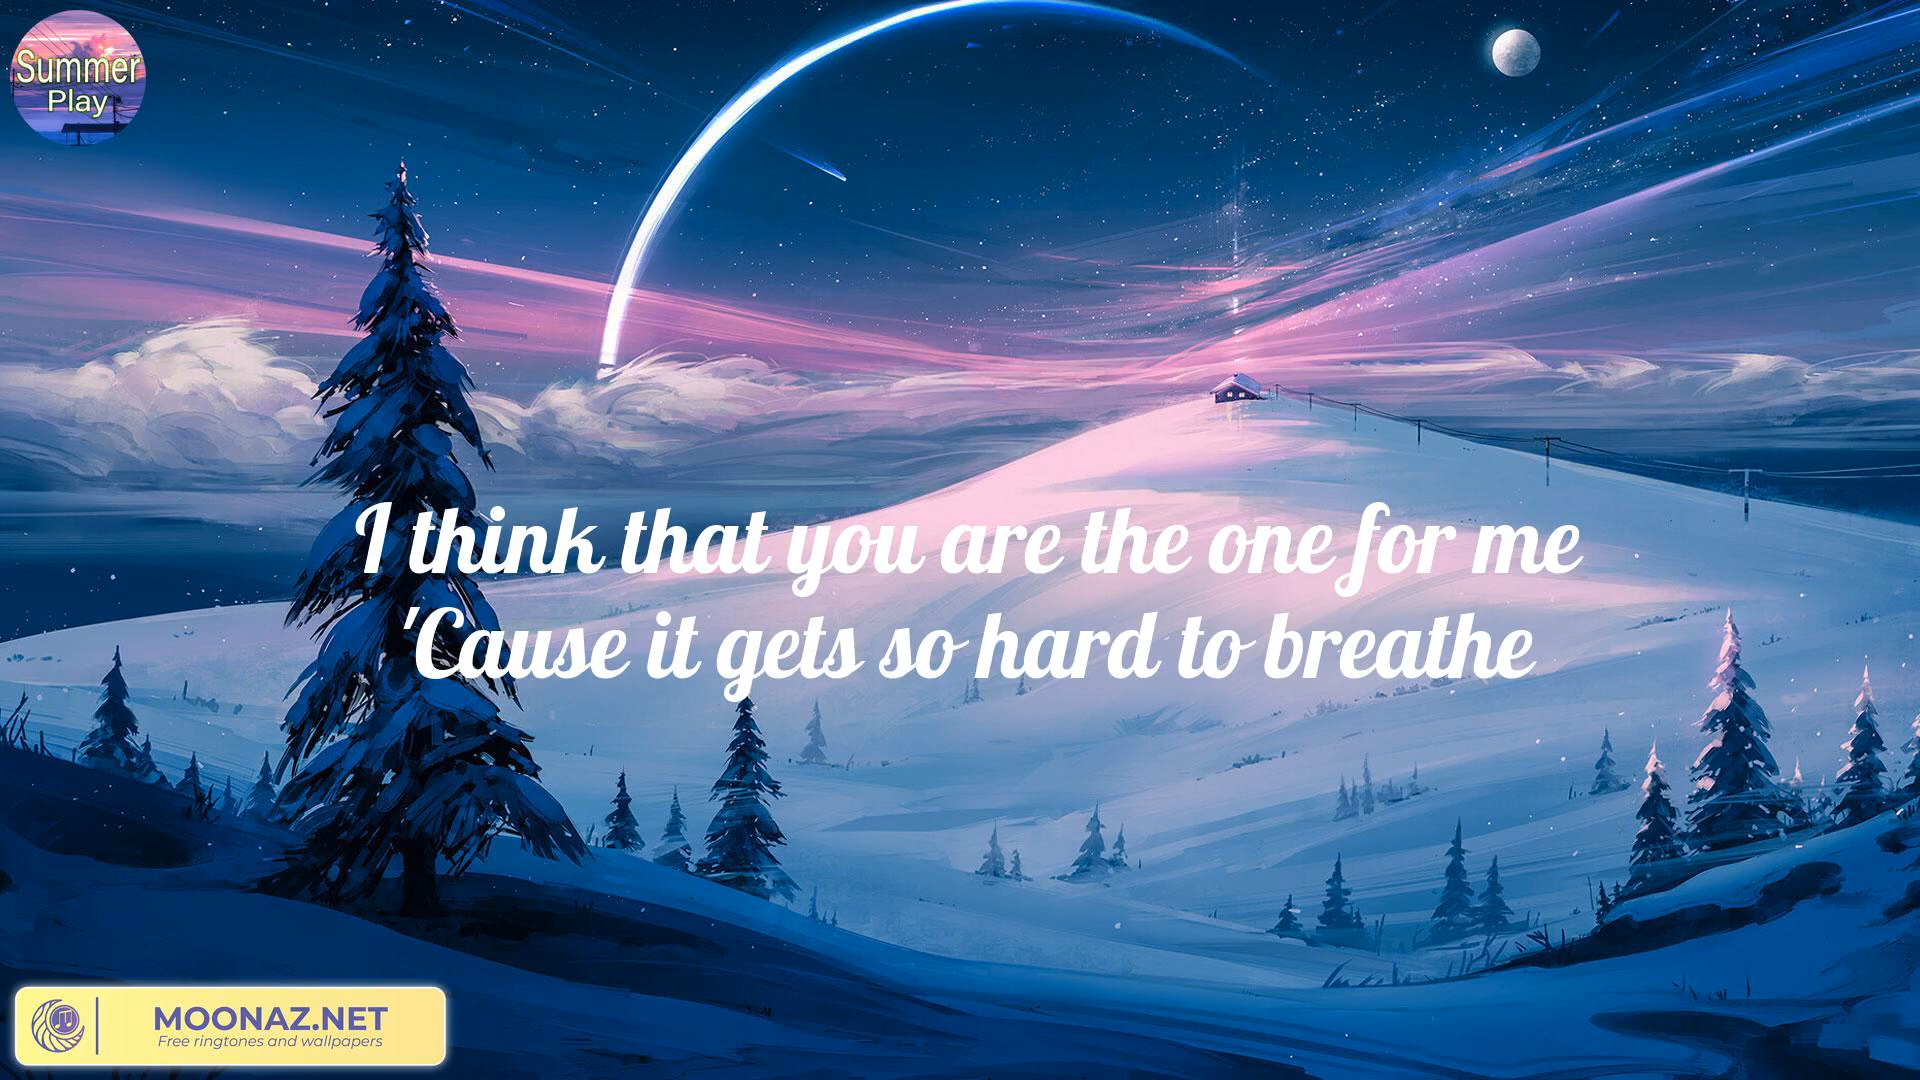 Summer
Play
I think that you are the one for me
'Cause it gets so hard to breathe
MOONAZ.NET
Free ringtones and wallpapers